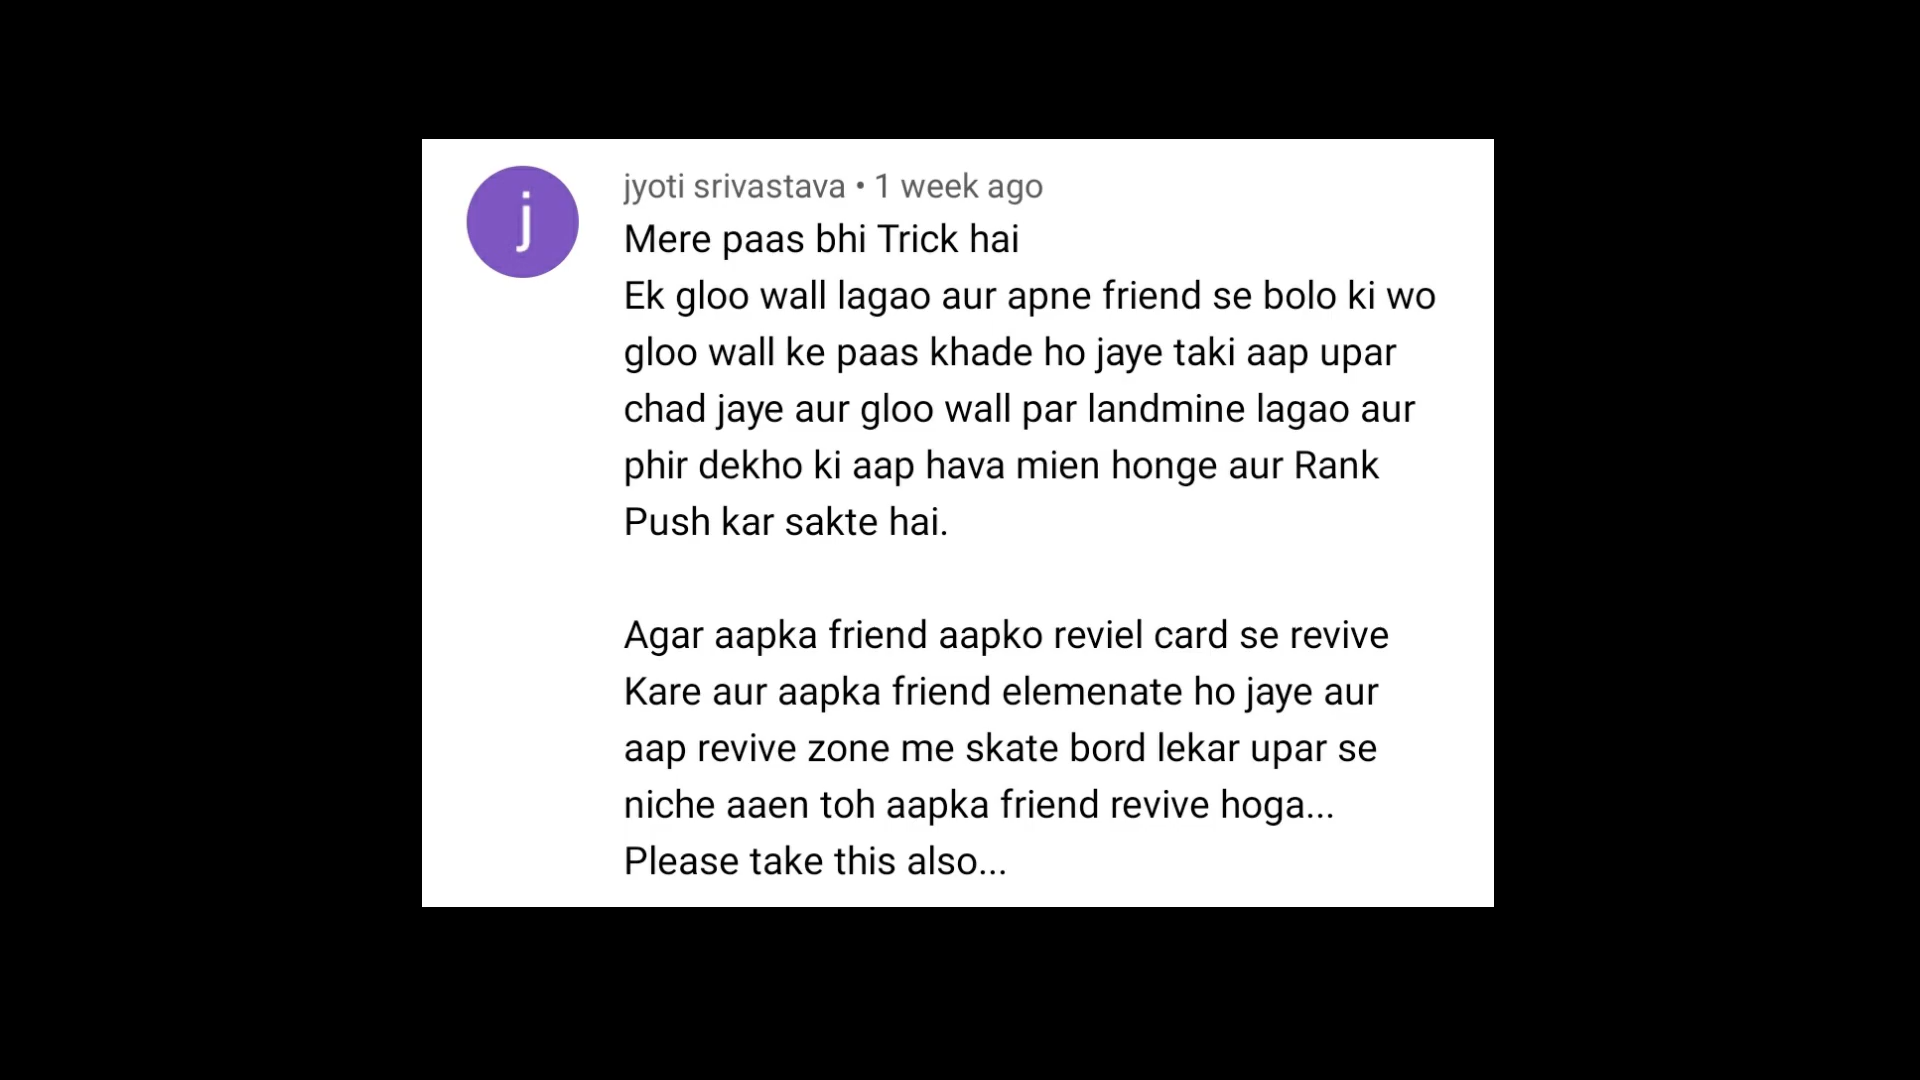 j
jyoti srivastava • 1 week ago
Mere paas bhi Trick hai
Ek gloo wall lagao aur apne friend se bolo ki wo
gloo wall ke paas khade ho jaye taki aap upar
chad jaye aur gloo wall par landmine lagao aur
phir dekho ki aap hava mien honge aur Rank
Push kar sakte hai.
Agar aapka friend aapko reviel card se revive
Kare aur aapka friend elemenate ho jaye aur
aap revive zone me skate bord lekar upar se
niche aaen toh aapka friend revive hoga...
Please take this also...